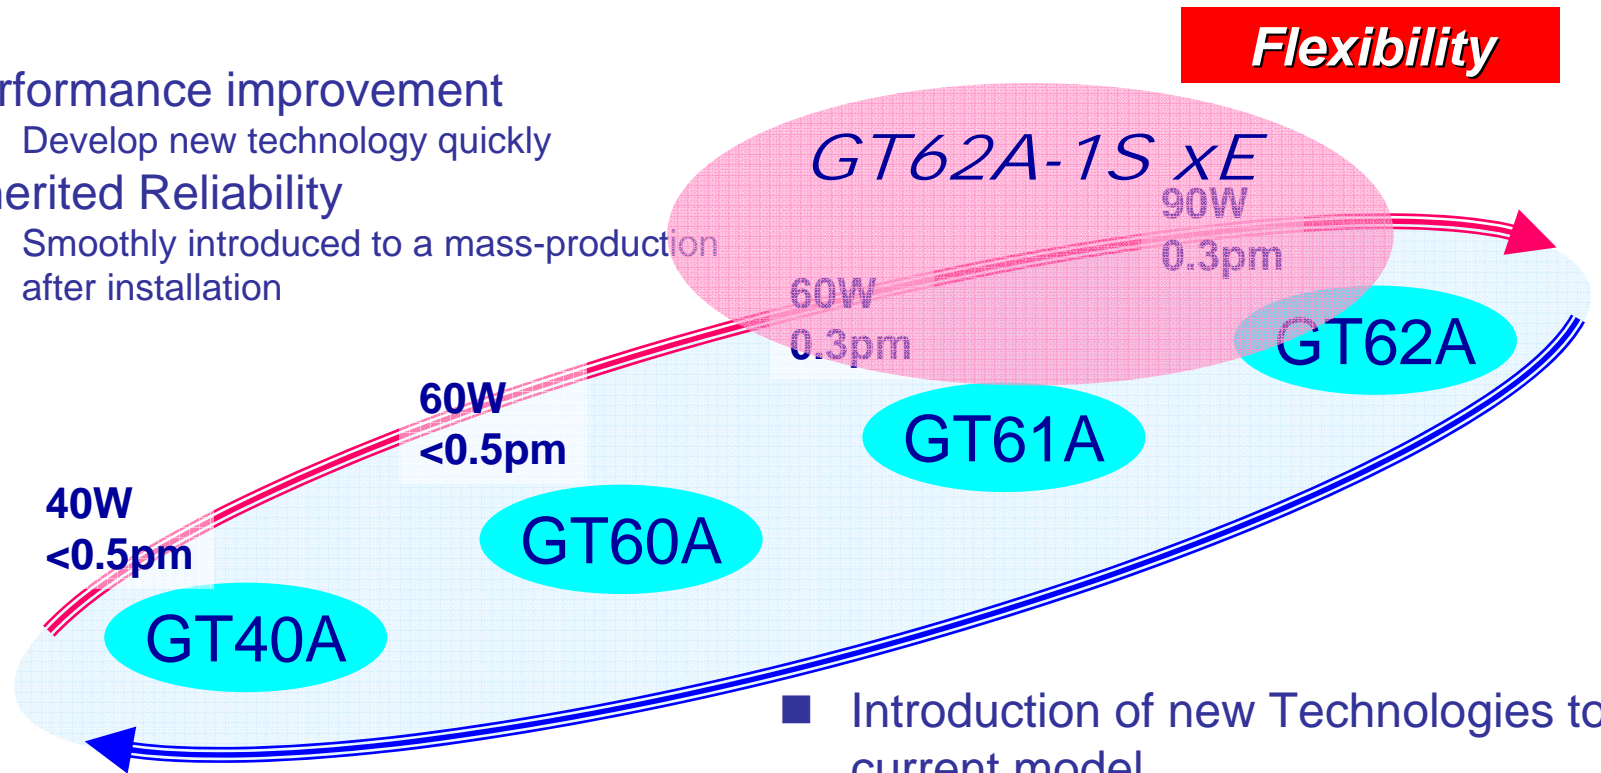 Flexibility
rformance improvement
Develop new technology quickly
erited Reliability
Smoothly introduced to a mass-production
after installation
GT62A-1SxE
90W
0.3pm
60W
0.3pm
GT62A
60W
<0.5pm
GT61A
40W
<0.5pm
GT60A
GT40A
■ Introduction of new Technologies to
current model